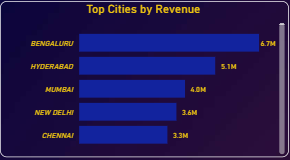 Top Cities by Revenue
BENGALURU 6.7M
HYDERABAD 5.1M
MUMBAI 4.0M
NEW DELHI 3.6M
CHENNAI 3.3M